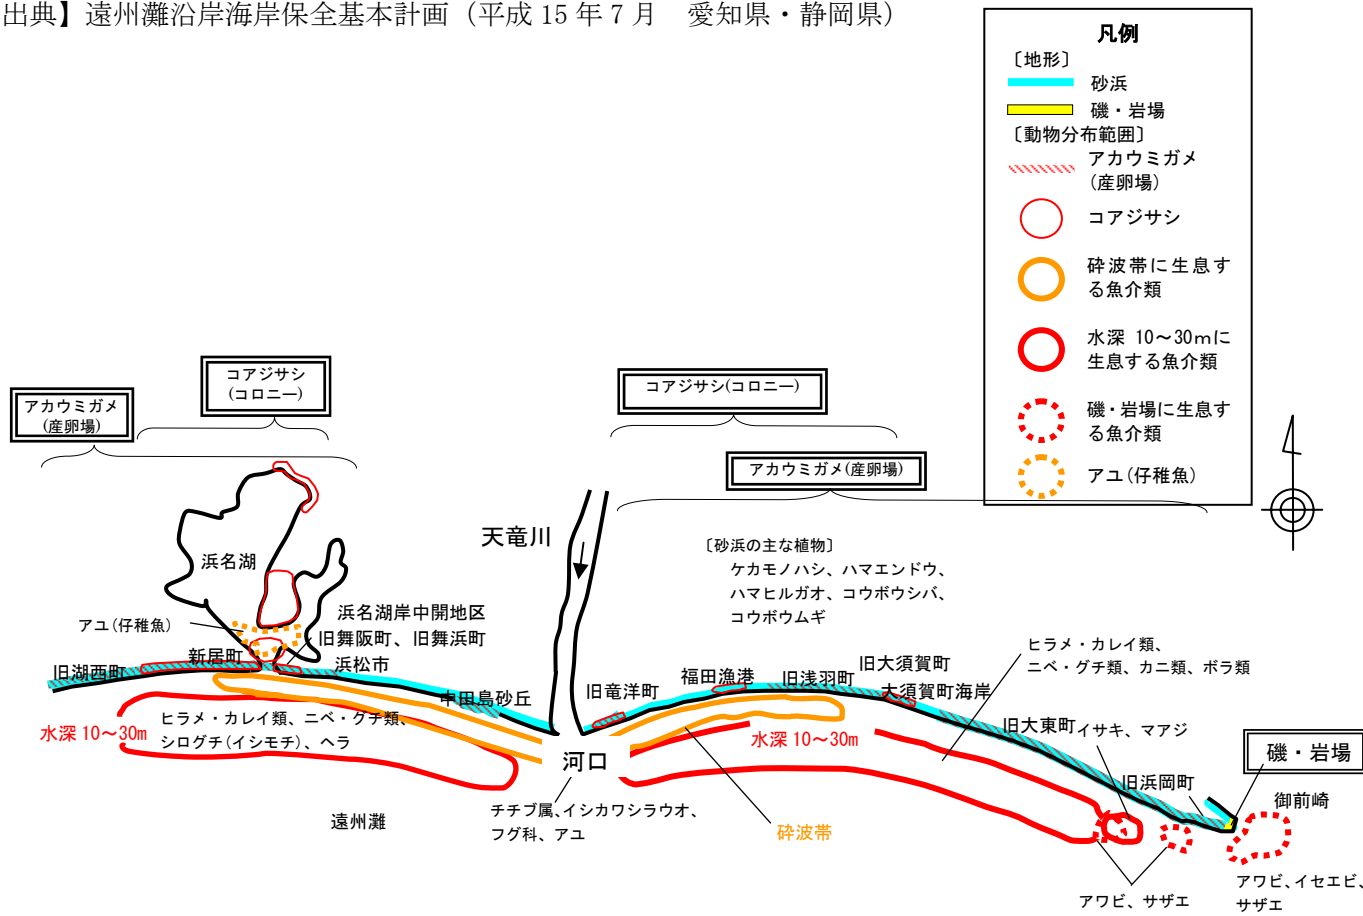 出典】遠州灘沿岸海岸保全基本計画（平成15年7月　愛知県・静岡県）
凡例
〔地形〕
砂浜
磯・岩場
〔動物分布範囲〕
アカウミガメ
(産卵場)
コアジサシ
砕波帯に生息す
る魚介類
水深 10～30mに
生息する魚介類
磯・岩場に生息す
る魚介類
アユ(仔稚魚)
コアジサシ
(コロニー)
アカウミガメ
(産卵場)
コアジサシ(コロニー)
アカウミガメ(産卵場)
天竜川
浜名湖
〔砂浜の主な植物〕
ケカモノハシ、ハマエンドウ、
ハマヒルガオ、コウボウシバ、
コウボウムギ
アユ(仔稚魚)
浜名湖岸中開地区
旧舞阪町、旧舞浜町
浜松市
新居町
旧湖西町
中田島砂丘
旧竜洋町
福田漁港
旧浅羽町
旧大須賀町
大須賀町海岸
ヒラメ・カレイ類、
ニベ・グチ類、カニ類、ボラ類
旧大東町
イサキ、マアジ
旧浜岡町
磯・岩場
御前崎
水深 10～30m
ヒラメ・カレイ類、ニベ・グチ類、
シログチ(イシモチ)、ヘラ
水深 10～30m
河口
遠州灘
チチブ属、イシカワシラウオ、
フグ科、アユ
砕波帯
アワビ、サザエ
アワビ、イセエビ、
サザエ